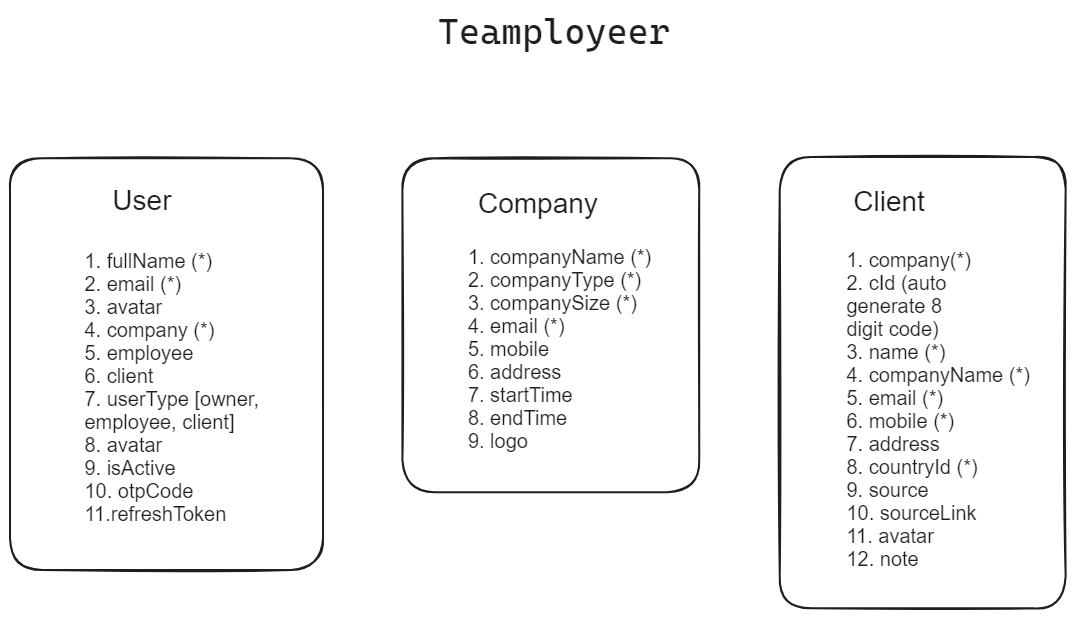 Teamployeer
User
1. fullName (*)
2. email (*)
3. avatar
4. company (*)
5. employee
6. client
7. userType [owner,
employee, client]
8. avatar
9. isActive
10. otpCode
11.refreshToken
Company
1. companyName (*)
2. companyType (*)
3. companySize (*)
4. email (*)
5. mobile
6. address
7. startTime
8. endTime
9. logo
Client
1. company(*)
2. cId (auto
generate 8
digit code)
3. name (*)
4. companyName (*)
5. email (*)
6. mobile (*)
7. address
8. countryId (*)
9. source
10. sourceLink
11. avatar
12. note